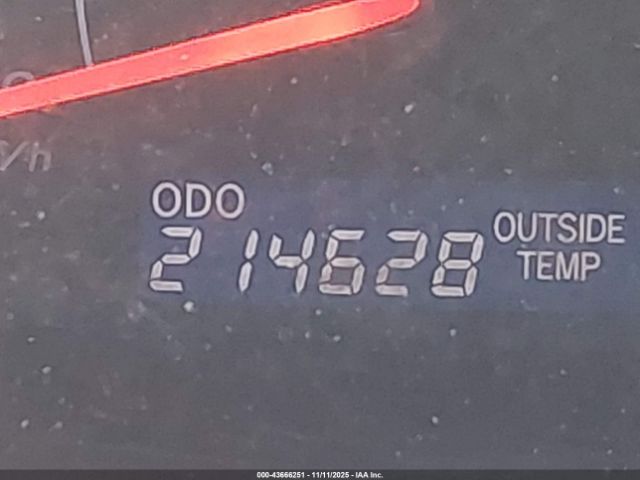 /h
ODO
214628
OUTSIDE
TEMP
000-43666251 - 11/11/2025 - IAA Inc.